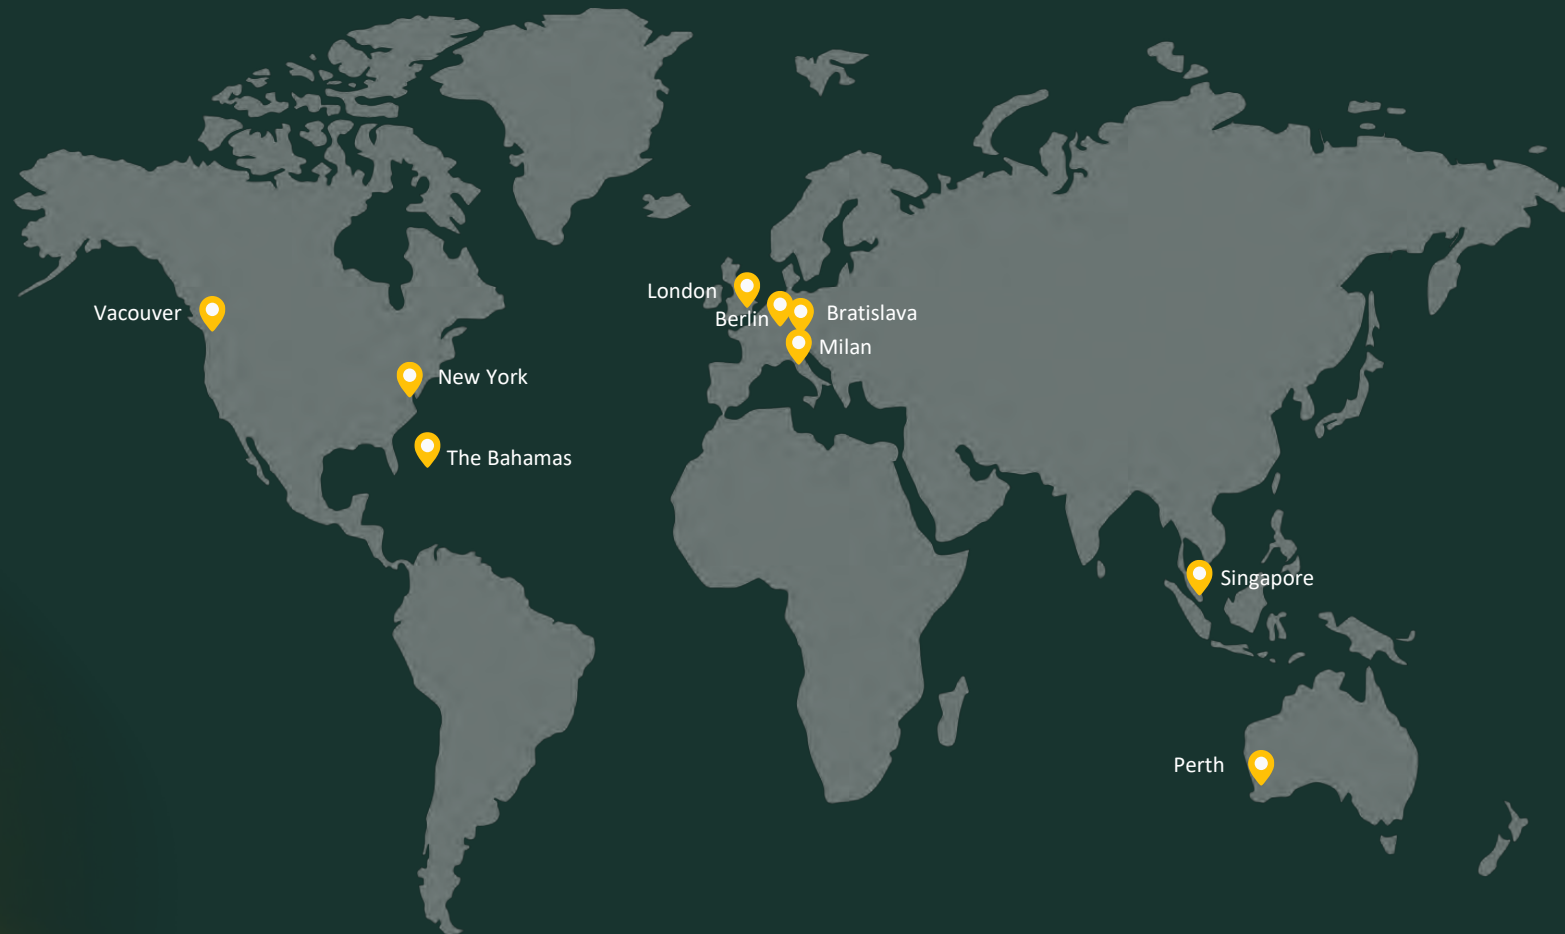 London
Vacouver
Berlin
Bratislava
Milan
New York
The Bahamas
Singapore
Perth